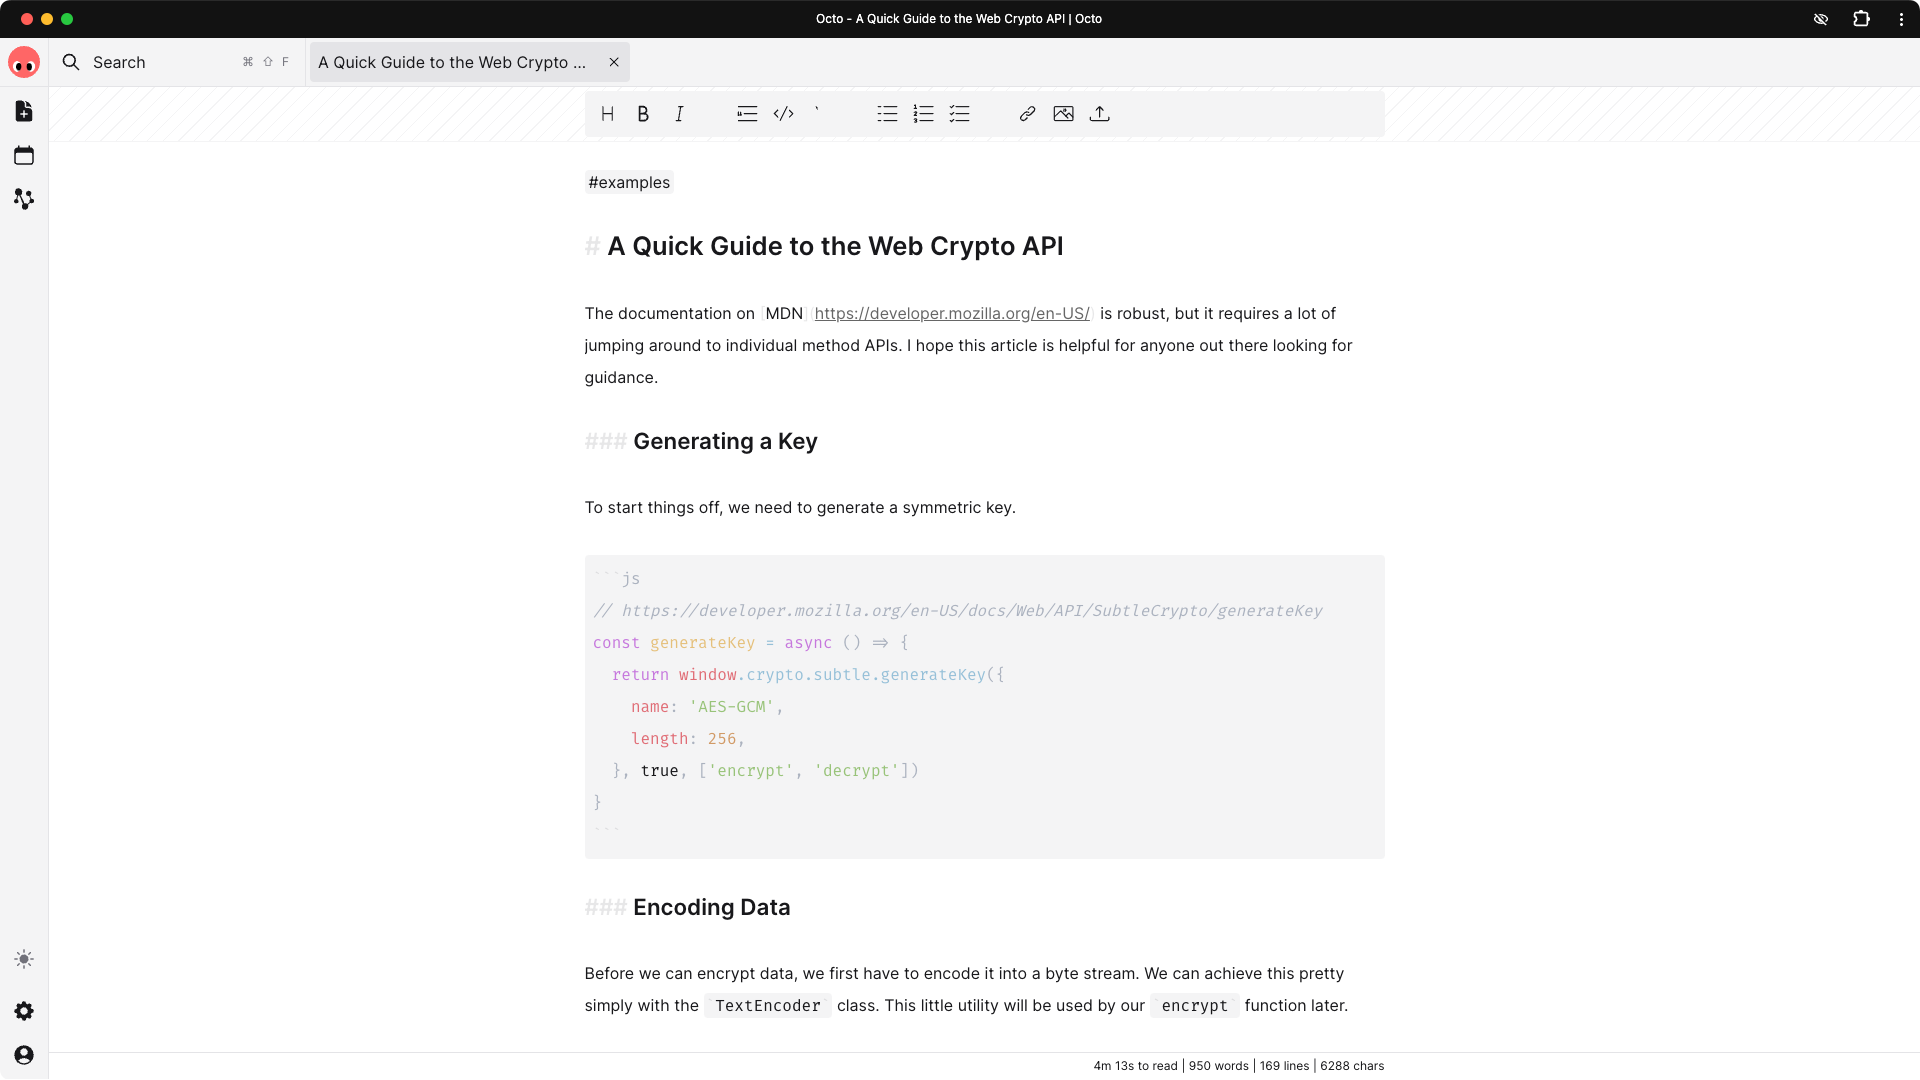 Octo - A Quick Guide to the Web Crypto API | Octo
Search ⌘ ⇧ F
A Quick Guide to the Web Crypto ... ×
H B I </> `
#examples
# A Quick Guide to the Web Crypto API
The documentation on [MDN](https://developer.mozilla.org/en-US/) is robust, but it requires a lot of
jumping around to individual method APIs. I hope this article is helpful for anyone out there looking for
guidance.
### Generating a Key
To start things off, we need to generate a symmetric key.
```js
// https://developer.mozilla.org/en-US/docs/Web/API/SubtleCrypto/generateKey
const generateKey = async () => {
  return window.crypto.subtle.generateKey({
    name: 'AES-GCM',
    length: 256,
  }, true, ['encrypt', 'decrypt'])
}
```
### Encoding Data
Before we can encrypt data, we first have to encode it into a byte stream. We can achieve this pretty
simply with the `TextEncoder` class. This little utility will be used by our `encrypt` function later.
4m 13s to read | 950 words | 169 lines | 6288 chars